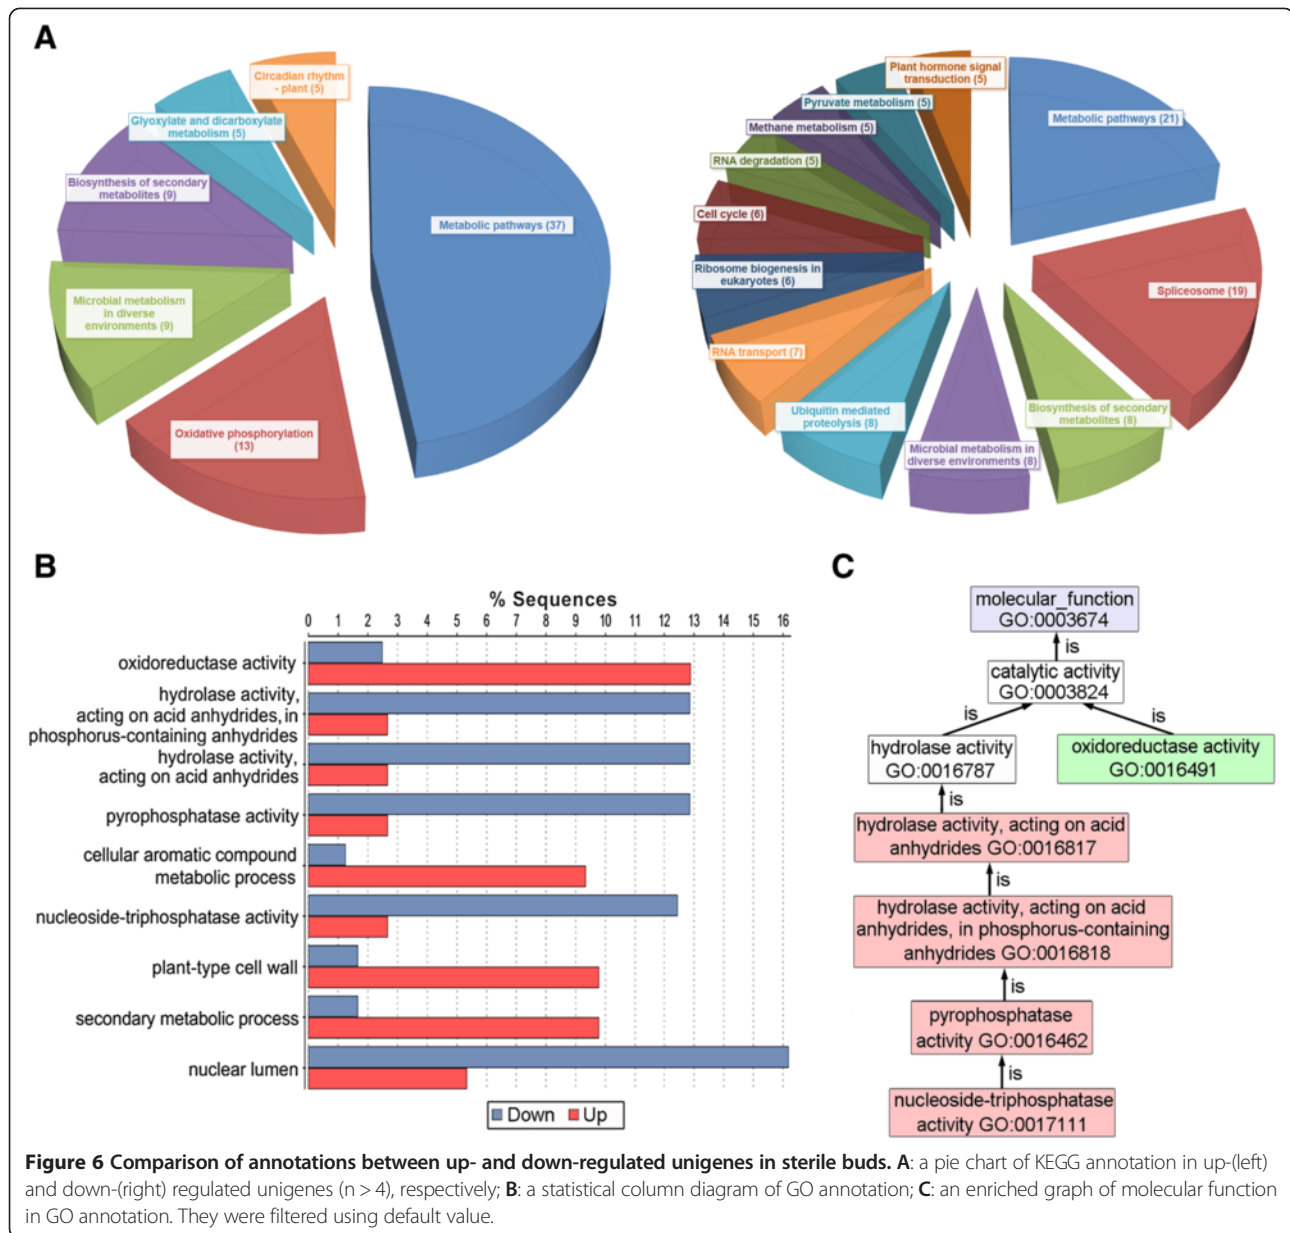 A
Circadian rhythm
- plant (5)
Glyoxylate and dicarboxylate
metabolism (5)
Biosynthesis of secondary
metabolites (9)
Microbial metabolism
in diverse
environments (9)
Oxidative phosphorylation
(13)
Metabolic pathways (37)
Plant hormone signal
transduction (5)
Pyruvate metabolism (5)
Methane metabolism (5)
RNA degradation (5)
Cell cycle (6)
Ribosome biogenesis in
eukaryotes (6)
RNA transport (7)
Ubiquitin mediated
proteolysis (8)
Microbial metabolism in
diverse environments (8)
Biosynthesis of secondary
metabolites (8)
Spliceosome (19)
Metabolic pathways (21)
B
% Sequences
0 1 2 3 4 5 6 7 8 9 10 11 12 13 14 15 16
oxidoreductase activity
hydrolase activity,
acting on acid anhydrides, in
phosphorus-containing anhydrides
hydrolase activity,
acting on acid anhydrides
pyrophosphatase activity
cellular aromatic compound
metabolic process
nucleoside-triphosphatase activity
plant-type cell wall
secondary metabolic process
nuclear lumen
Down Up
C
molecular_function
GO:0003674
is
catalytic activity
GO:0003824
is
is
hydrolase activity
GO:0016787
oxidoreductase activity
GO:0016491
is
hydrolase activity, acting on acid
anhydrides GO:0016817
is
hydrolase activity, acting on acid
anhydrides, in phosphorus-containing
anhydrides GO:0016818
is
pyrophosphatase
activity GO:0016462
is
nucleoside-triphosphatase
activity GO:0017111
Figure 6 Comparison of annotations between up- and down-regulated unigenes in sterile buds. A: a pie chart of KEGG annotation in up-(left)
and down-(right) regulated unigenes (n > 4), respectively; B: a statistical column diagram of GO annotation; C: an enriched graph of molecular function
in GO annotation. They were filtered using default value.